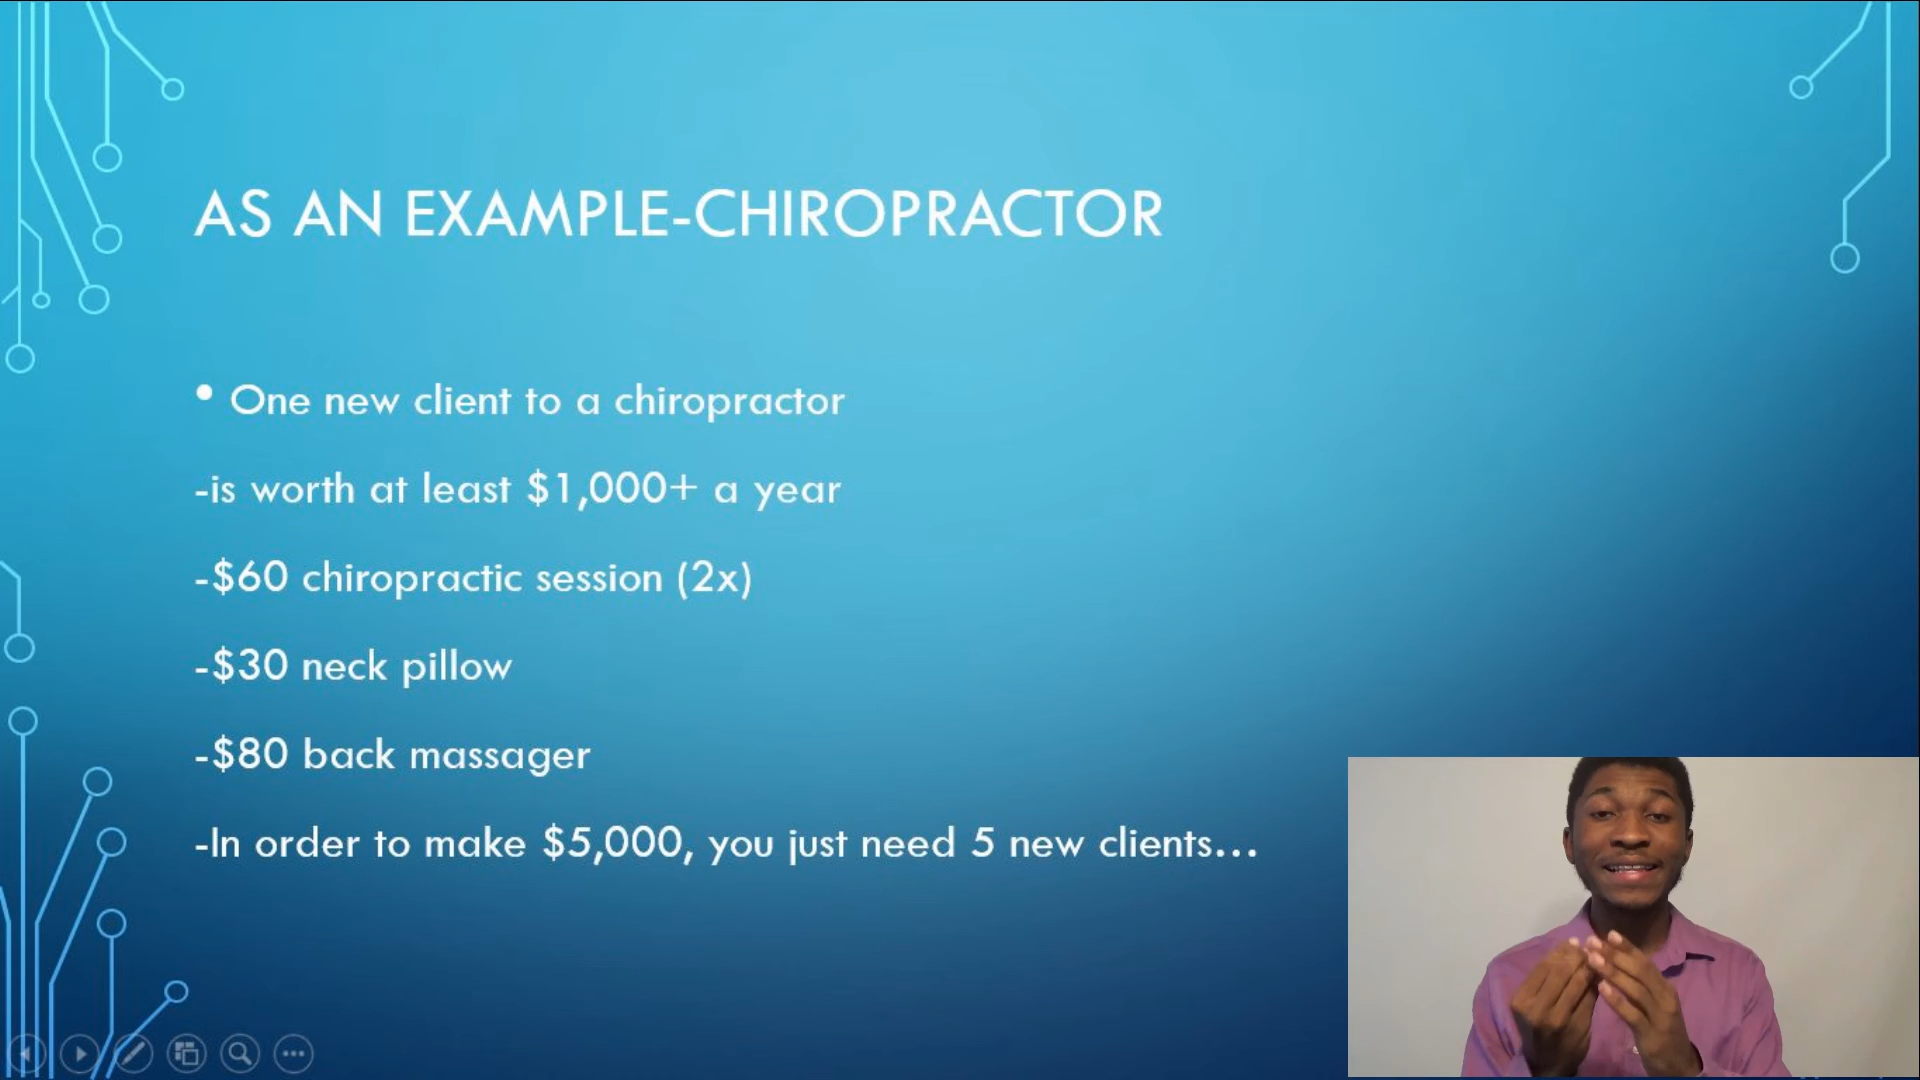 AS AN EXAMPLE-CHIROPRACTOR
• One new client to a chiropractor
-is worth at least $1,000+ a year
-$60 chiropractic session (2x)
-$30 neck pillow
-$80 back massager
-In order to make $5,000, you just need 5 new clients...